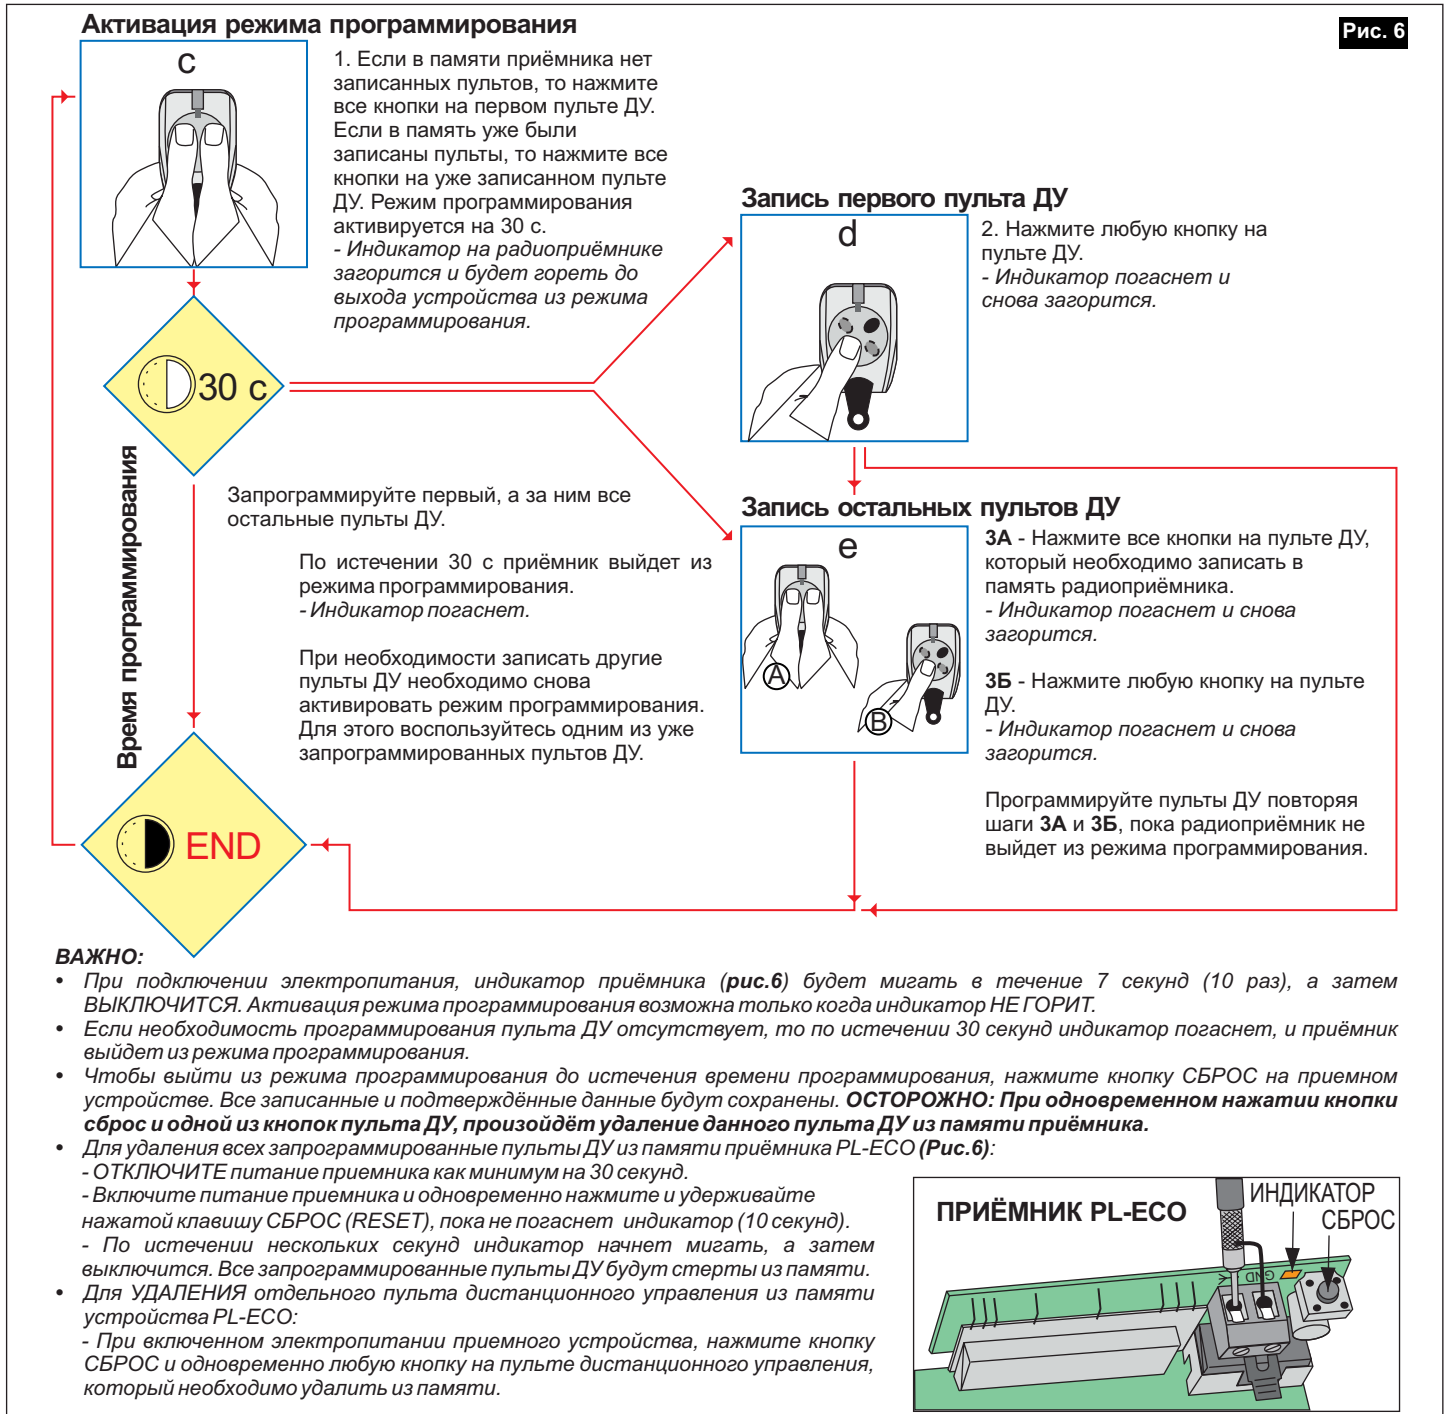 Активация режима программирования
Рис. 6
c
1. Если в памяти приёмника нет
записанных пультов, то нажмите
все кнопки на первом пульте ДУ.
Если в память уже были
записаны пульты, то нажмите все
кнопки на уже записанном пульте
ДУ. Режим программирования
активируется на 30 с.
- Индикатор на радиоприёмнике
загорится и будет гореть до
выхода устройства из режима
программирования.
Запись первого пульта ДУ
d
2. Нажмите любую кнопку на
пульте ДУ.
- Индикатор погаснет и
снова загорится.
30 с
Время программирования
Запрограммируйте первый, а за ним все
остальные пульты ДУ.
По истечении 30 с приёмник выйдет из
режима программирования.
- Индикатор погаснет.
При необходимости записать другие
пульты ДУ необходимо снова
активировать режим программирования.
Для этого воспользуйтесь одним из уже
запрограммированных пультов ДУ.
Запись остальных пультов ДУ
e
A
B
3А - Нажмите все кнопки на пульте ДУ,
который необходимо записать в
память радиоприёмника.
- Индикатор погаснет и снова
загорится.
3Б - Нажмите любую кнопку на пульте
ДУ.
- Индикатор погаснет и снова
загорится.
Программируйте пульты ДУ повторяя
шаги 3А и 3Б, пока радиоприёмник не
выйдет из режима программирования.
END
ВАЖНО:
• При подключении электропитания, индикатор приёмника (рис.6) будет мигать в течение 7 секунд (10 раз), а затем
ВЫКЛЮЧИТСЯ. Активация режима программирования возможна только когда индикатор НЕ ГОРИТ.
• Если необходимость программирования пульта ДУ отсутствует, то по истечении 30 секунд индикатор погаснет, и приёмник
выйдет из режима программирования.
• Чтобы выйти из режима программирования до истечения времени программирования, нажмите кнопку СБРОС на приемном
устройстве. Все записанные и подтверждённые данные будут сохранены. ОСТОРОЖНО: При одновременном нажатии кнопки
сброс и одной из кнопок пульта ДУ, произойдёт удаление данного пульта ДУ из памяти приёмника.
• Для удаления всех запрограммированные пульты ДУ из памяти приёмника PL-ECO (Рис.6):
- ОТКЛЮЧИТЕ питание приемника как минимум на 30 секунд.
- Включите питание приемника и одновременно нажмите и удерживайте
нажатой клавишу СБРОС (RESET), пока не погаснет индикатор (10 секунд).
- По истечении нескольких секунд индикатор начнет мигать, а затем
выключится. Все запрограммированные пульты ДУ будут стерты из памяти.
• Для УДАЛЕНИЯ отдельного пульта дистанционного управления из памяти
устройства PL-ECO:
- При включенном электропитании приемного устройства, нажмите кнопку
СБРОС и одновременно любую кнопку на пульте дистанционного управления,
который необходимо удалить из памяти.
ПРИЁМНИК PL-ECO
ИНДИКАТОР
СБРОС
GND